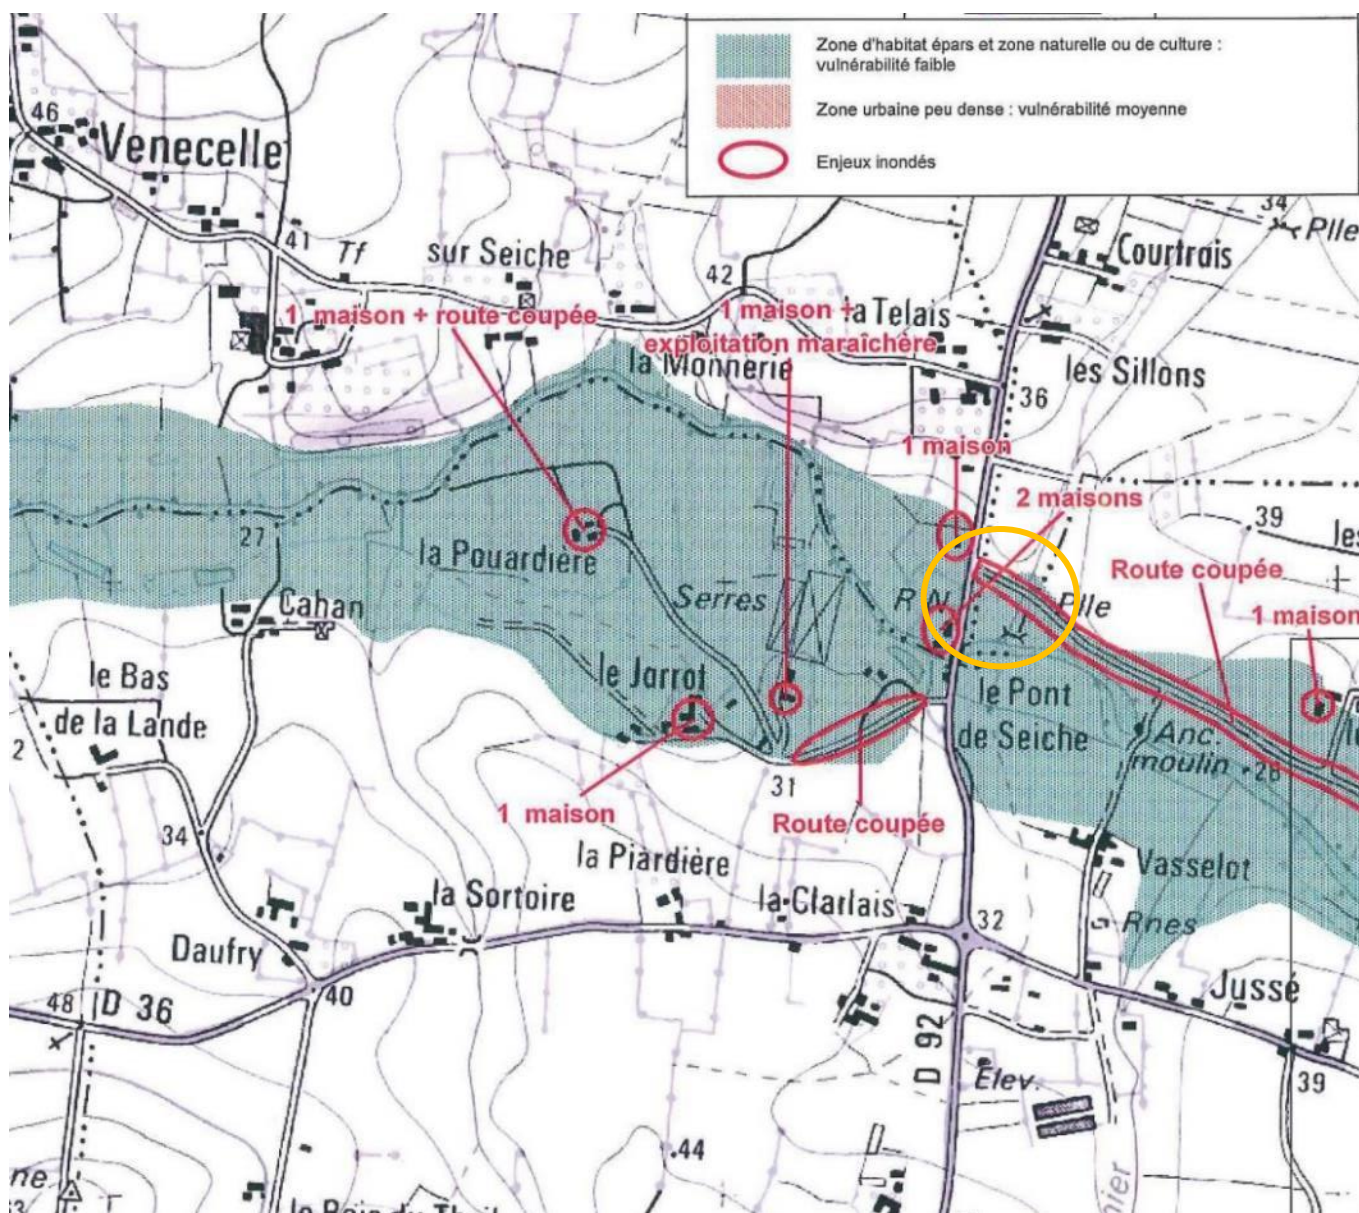 Zone d'habitat épars et zone naturelle ou de culture :
vulnérabilité faible
Zone urbaine peu dense : vulnérabilité moyenne
Enjeux inondés
46
Venecelle
41
Tf
sur Seiche
42
34
Plle
Courtrais
1 maison + route coupée
1 maison +
a Telais
exploitation maraîchère
la Monnerie
les Sillons
36
1 maison
2 maisons
39
les
27
la Pouardière
Route coupée
Serres
R.N.
Plle
1 maison
Cahan
le Bas
de la Lande
le Jarrot
le Pont
de Seiche
Anc.
moulin
28
2
31
1 maison
Route coupée
34
la Piardière
Vasselot
la Sortoire
la Clarlais
Rnes
Daufry
32
40
48
D 36
Jussé
D 92
Élev.
39
44
ne